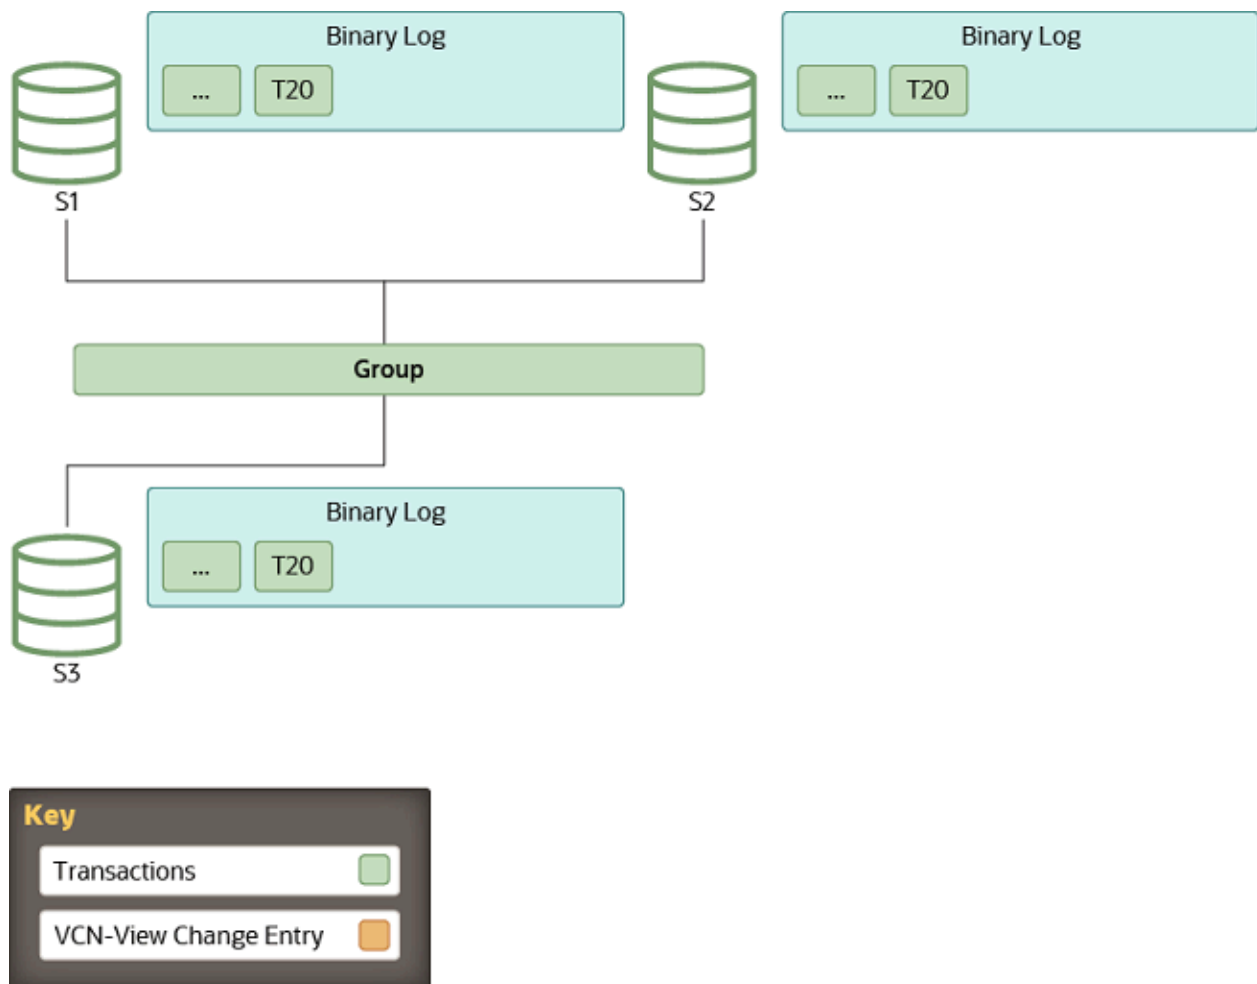 Binary Log
... T20
S1
Binary Log
... T20
S2
Group
Binary Log
... T20
S3
Key
Transactions
VCN-View Change Entry